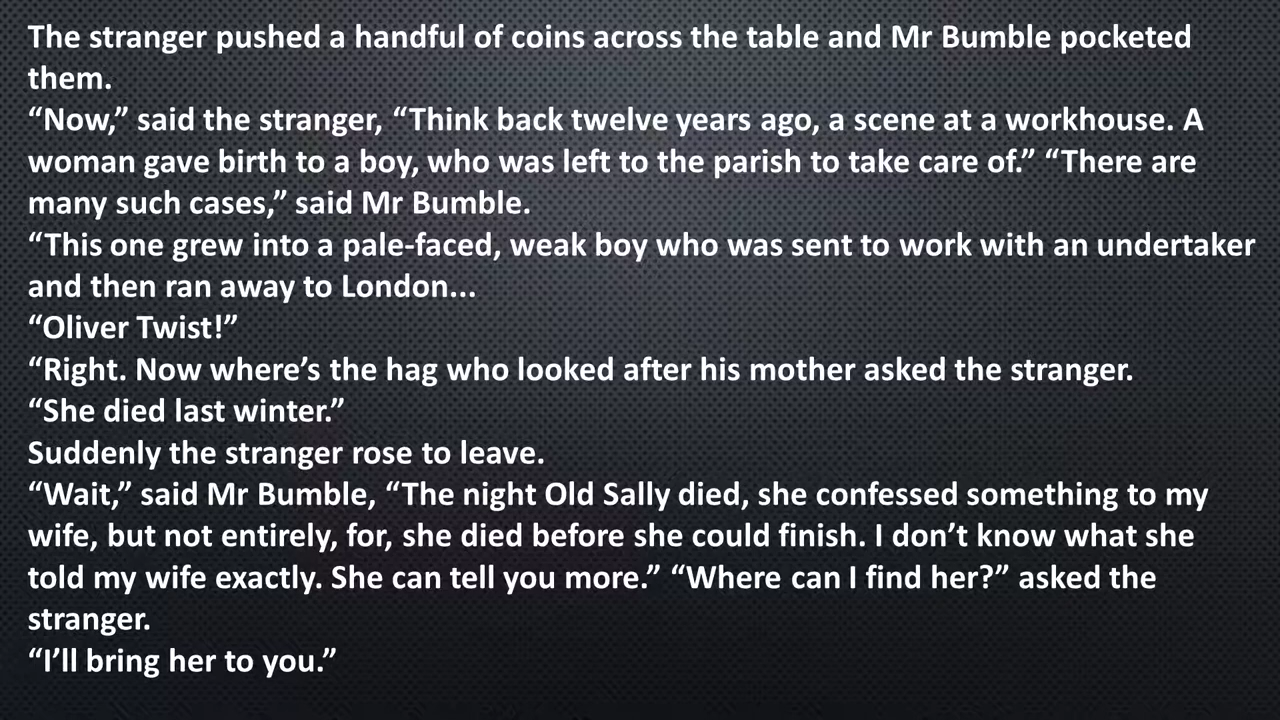 The stranger pushed a handful of coins across the table and Mr Bumble pocketed
them.
“Now,” said the stranger, “Think back twelve years ago, a scene at a workhouse. A
woman gave birth to a boy, who was left to the parish to take care of.” “There are
many such cases,” said Mr Bumble.
“This one grew into a pale-faced, weak boy who was sent to work with an undertaker
and then ran away to London...
“Oliver Twist!”
“Right. Now where’s the hag who looked after his mother asked the stranger.
“She died last winter.”
Suddenly the stranger rose to leave.
“Wait,” said Mr Bumble, “The night Old Sally died, she confessed something to my
wife, but not entirely, for, she died before she could finish. I don’t know what she
told my wife exactly. She can tell you more.” “Where can I find her?” asked the
stranger.
“I’ll bring her to you.”